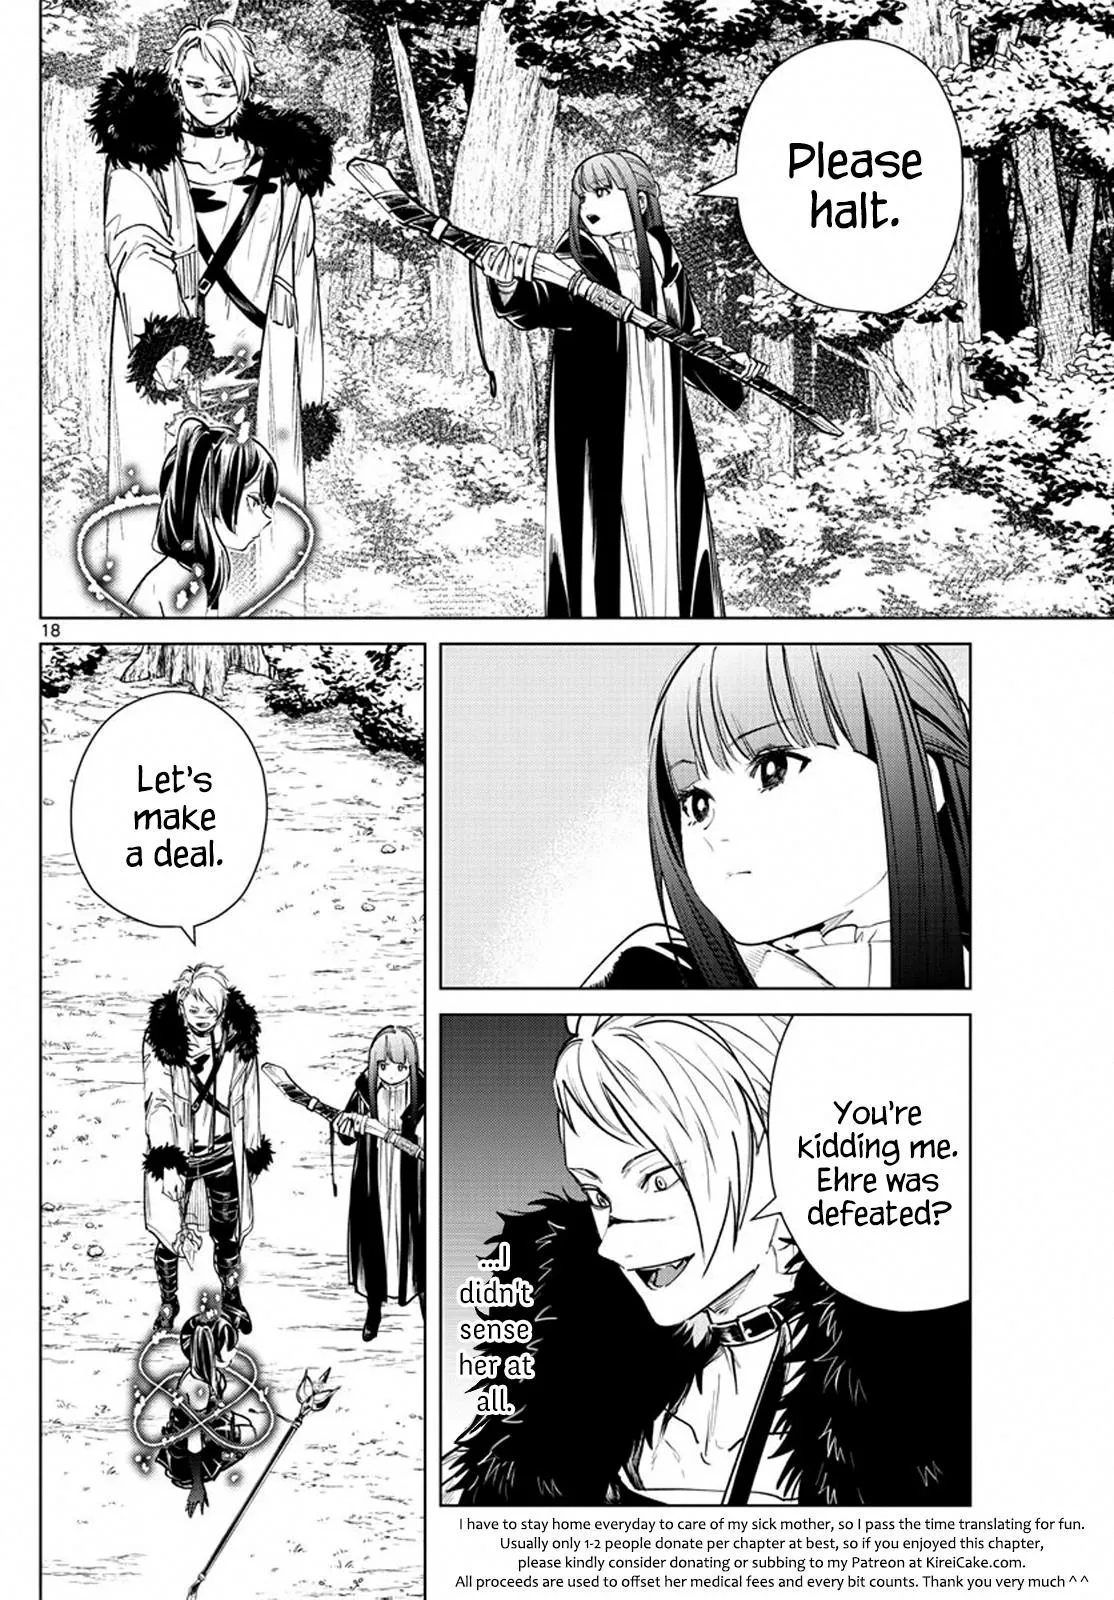 Please
halt.
18
You're
kidding me.
Ehre was
defeated?
...I
didn't
sense
her at
all.
Let's
make
a deal.
I have to stay home everyday to care of my sick mother, so I pass the time translating for fun.
Usually only 1-2 people donate per chapter at best, so if you enjoyed this chapter,
please kindly consider donating or subbing to my Patreon at KireiCake.com.
All proceeds are used to offset her medical fees and every bit counts. Thank you very much ^ ^